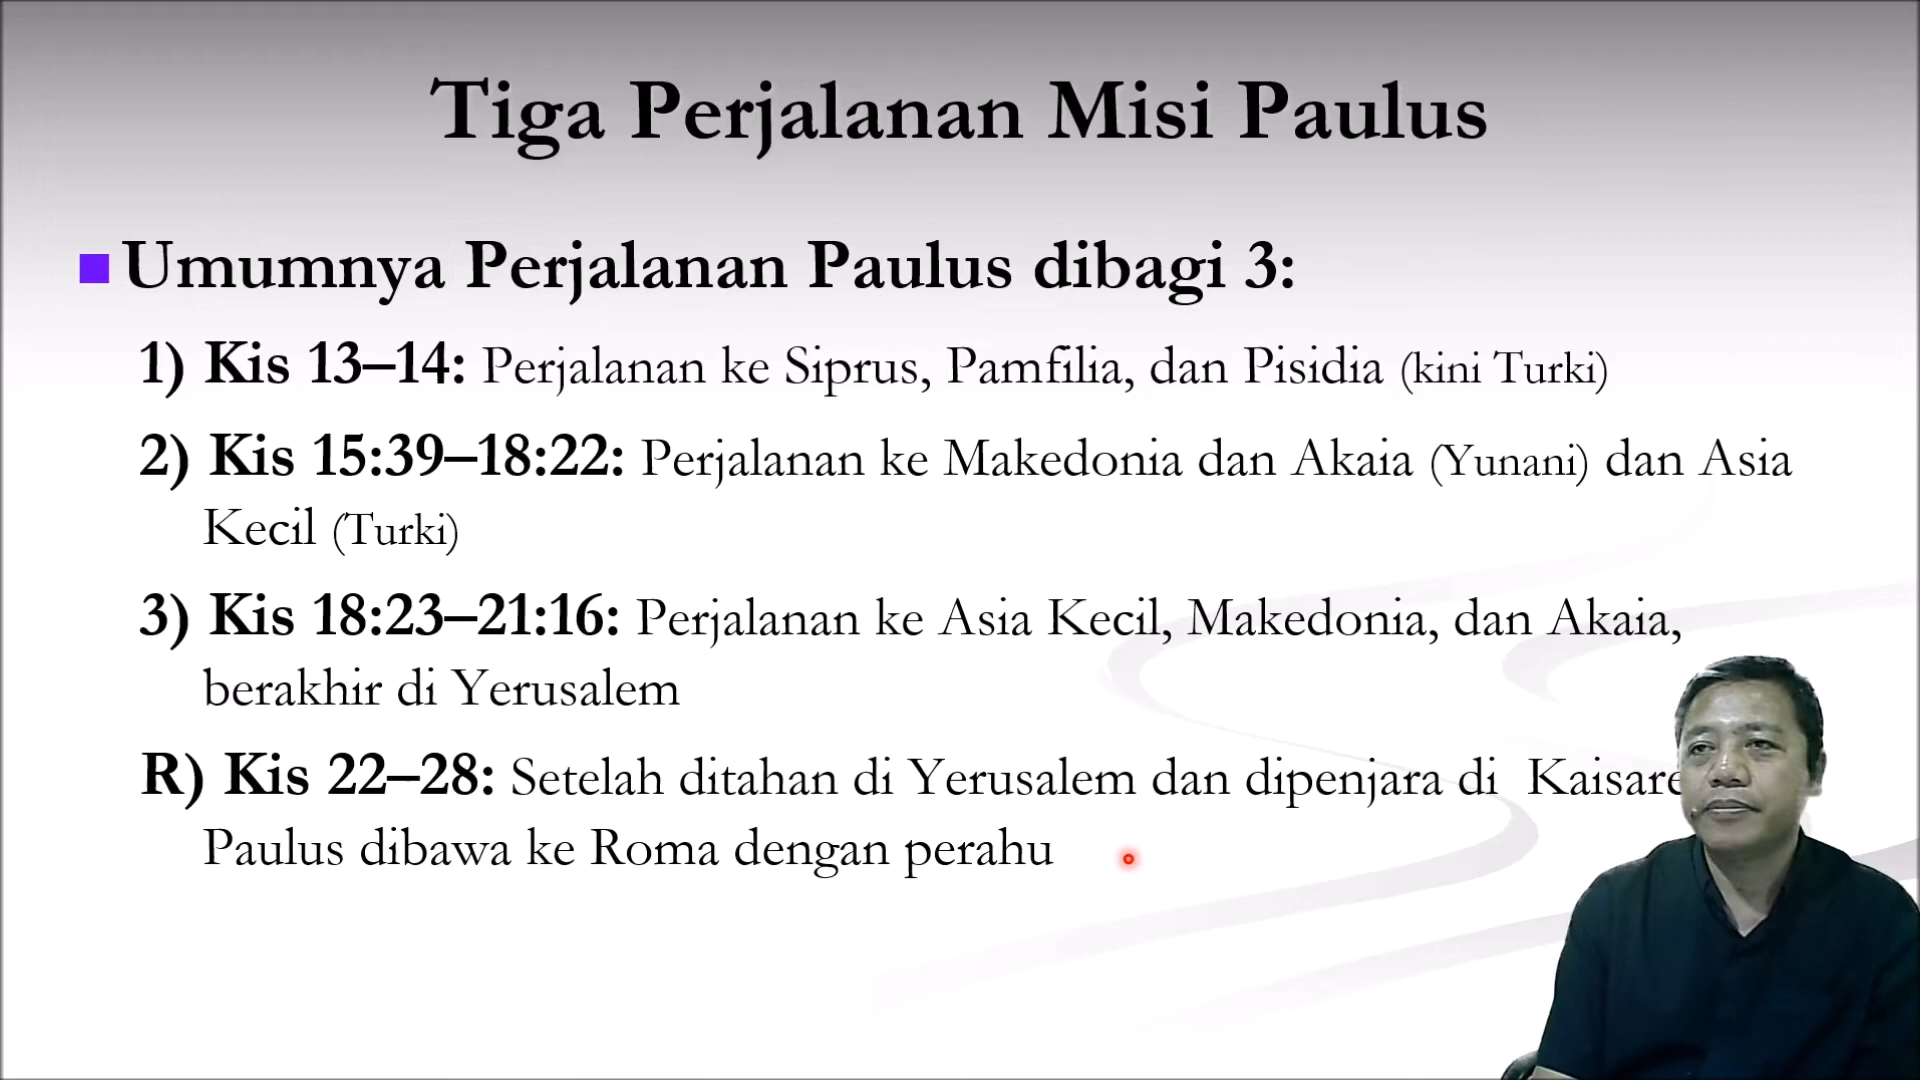 Tiga Perjalanan Misi Paulus
Umumnya Perjalanan Paulus dibagi 3:
1) Kis 13–14: Perjalanan ke Siprus, Pamfilia, dan Pisidia (kini Turki)
2) Kis 15:39–18:22: Perjalanan ke Makedonia dan Akaia (Yunani) dan Asia
Kecil (Turki)
3) Kis 18:23–21:16: Perjalanan ke Asia Kecil, Makedonia, dan Akaia,
berakhir di Yerusalem
R) Kis 22–28: Setelah ditahan di Yerusalem dan dipenjara di
Paulus dibawa ke Roma dengan perahu